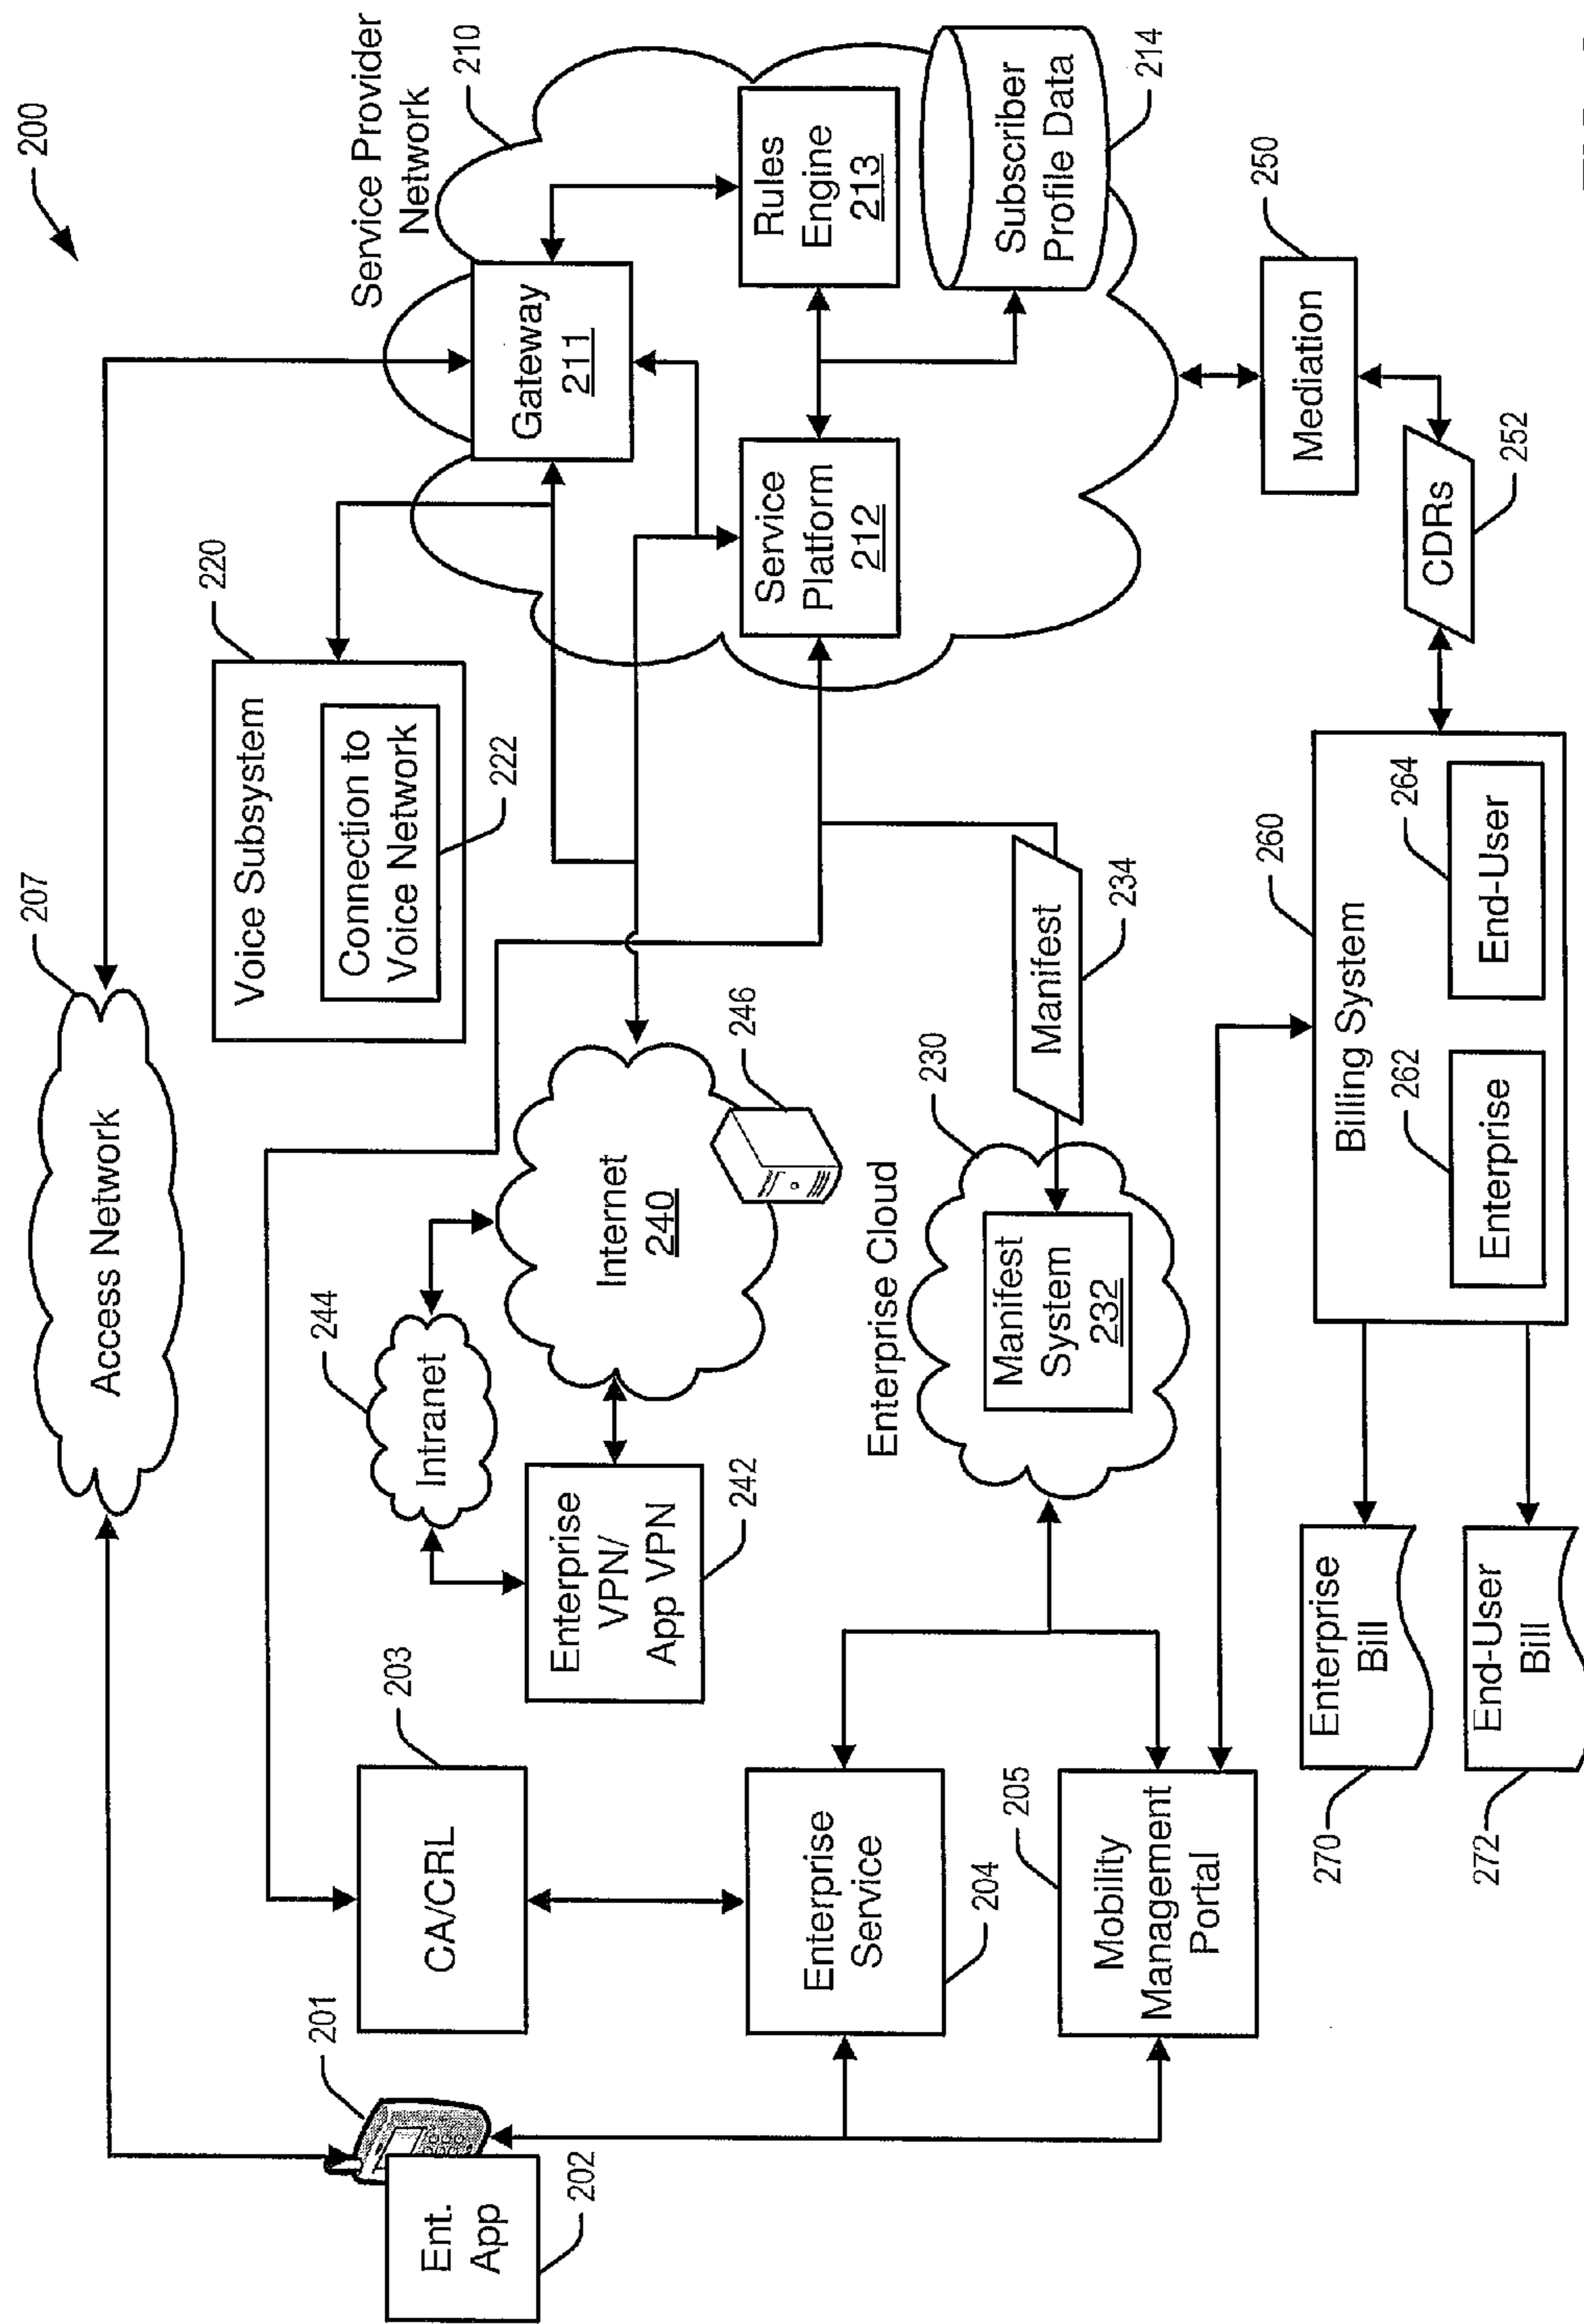 200
207
Access Network
Service Provider
Network
210
220
Voice Subsystem
Connection to
Voice Network
222
Gateway
211
Rules
Engine
213
Service
Platform
212
Subscriber
Profile Data
214
201
Ent.
App
202
203
CA/CRL
244
Intranet
Internet
240
246
Enterprise
VPN/
App VPN
242
Enterprise
Service
204
205
Mobility
Management
Portal
Enterprise Cloud
230
Manifest
System
232
Manifest
234
250
Mediation
CDRs
252
260
Billing System
262
Enterprise
264
End-User
Enterprise
Bill
270
End-User
Bill
272